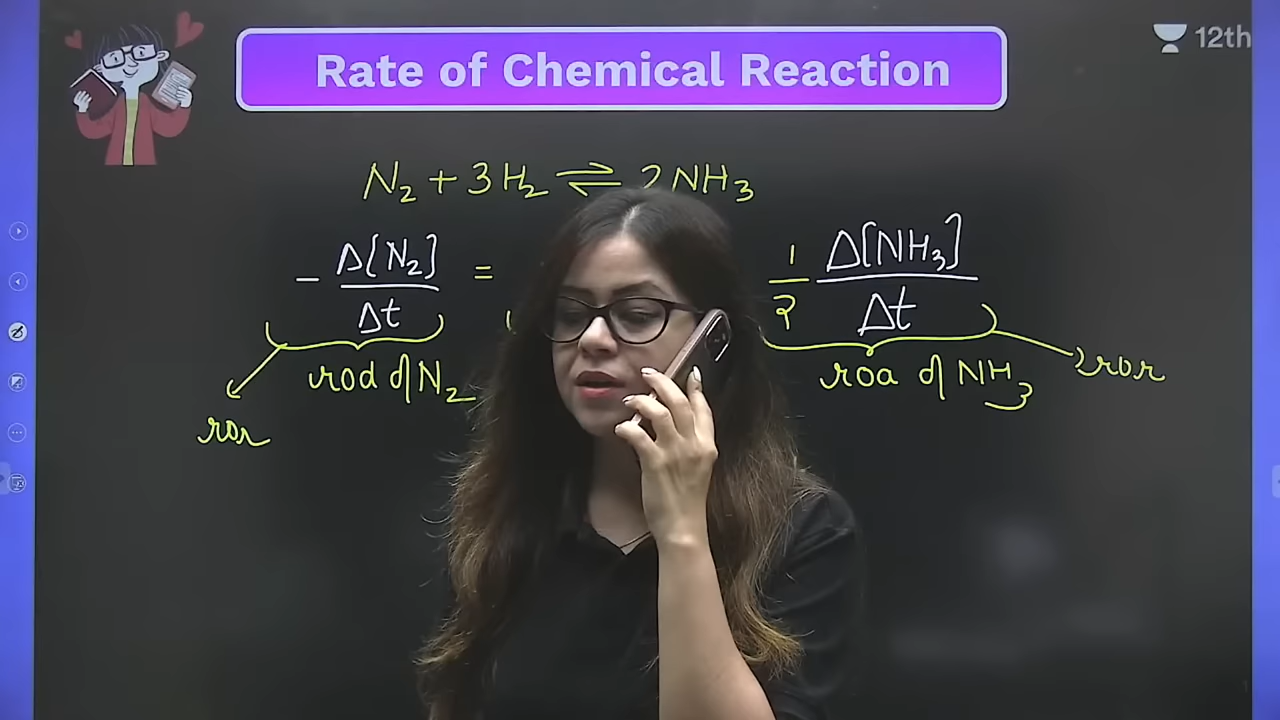 Rate of Chemical Reaction
12th
N₂ + 3H₂ ⇌ 2NH₃
- Δ[N₂]/Δt = 1/2 Δ[NH₃]/Δt
rod of N₂ roa of NH₃ ror
ror